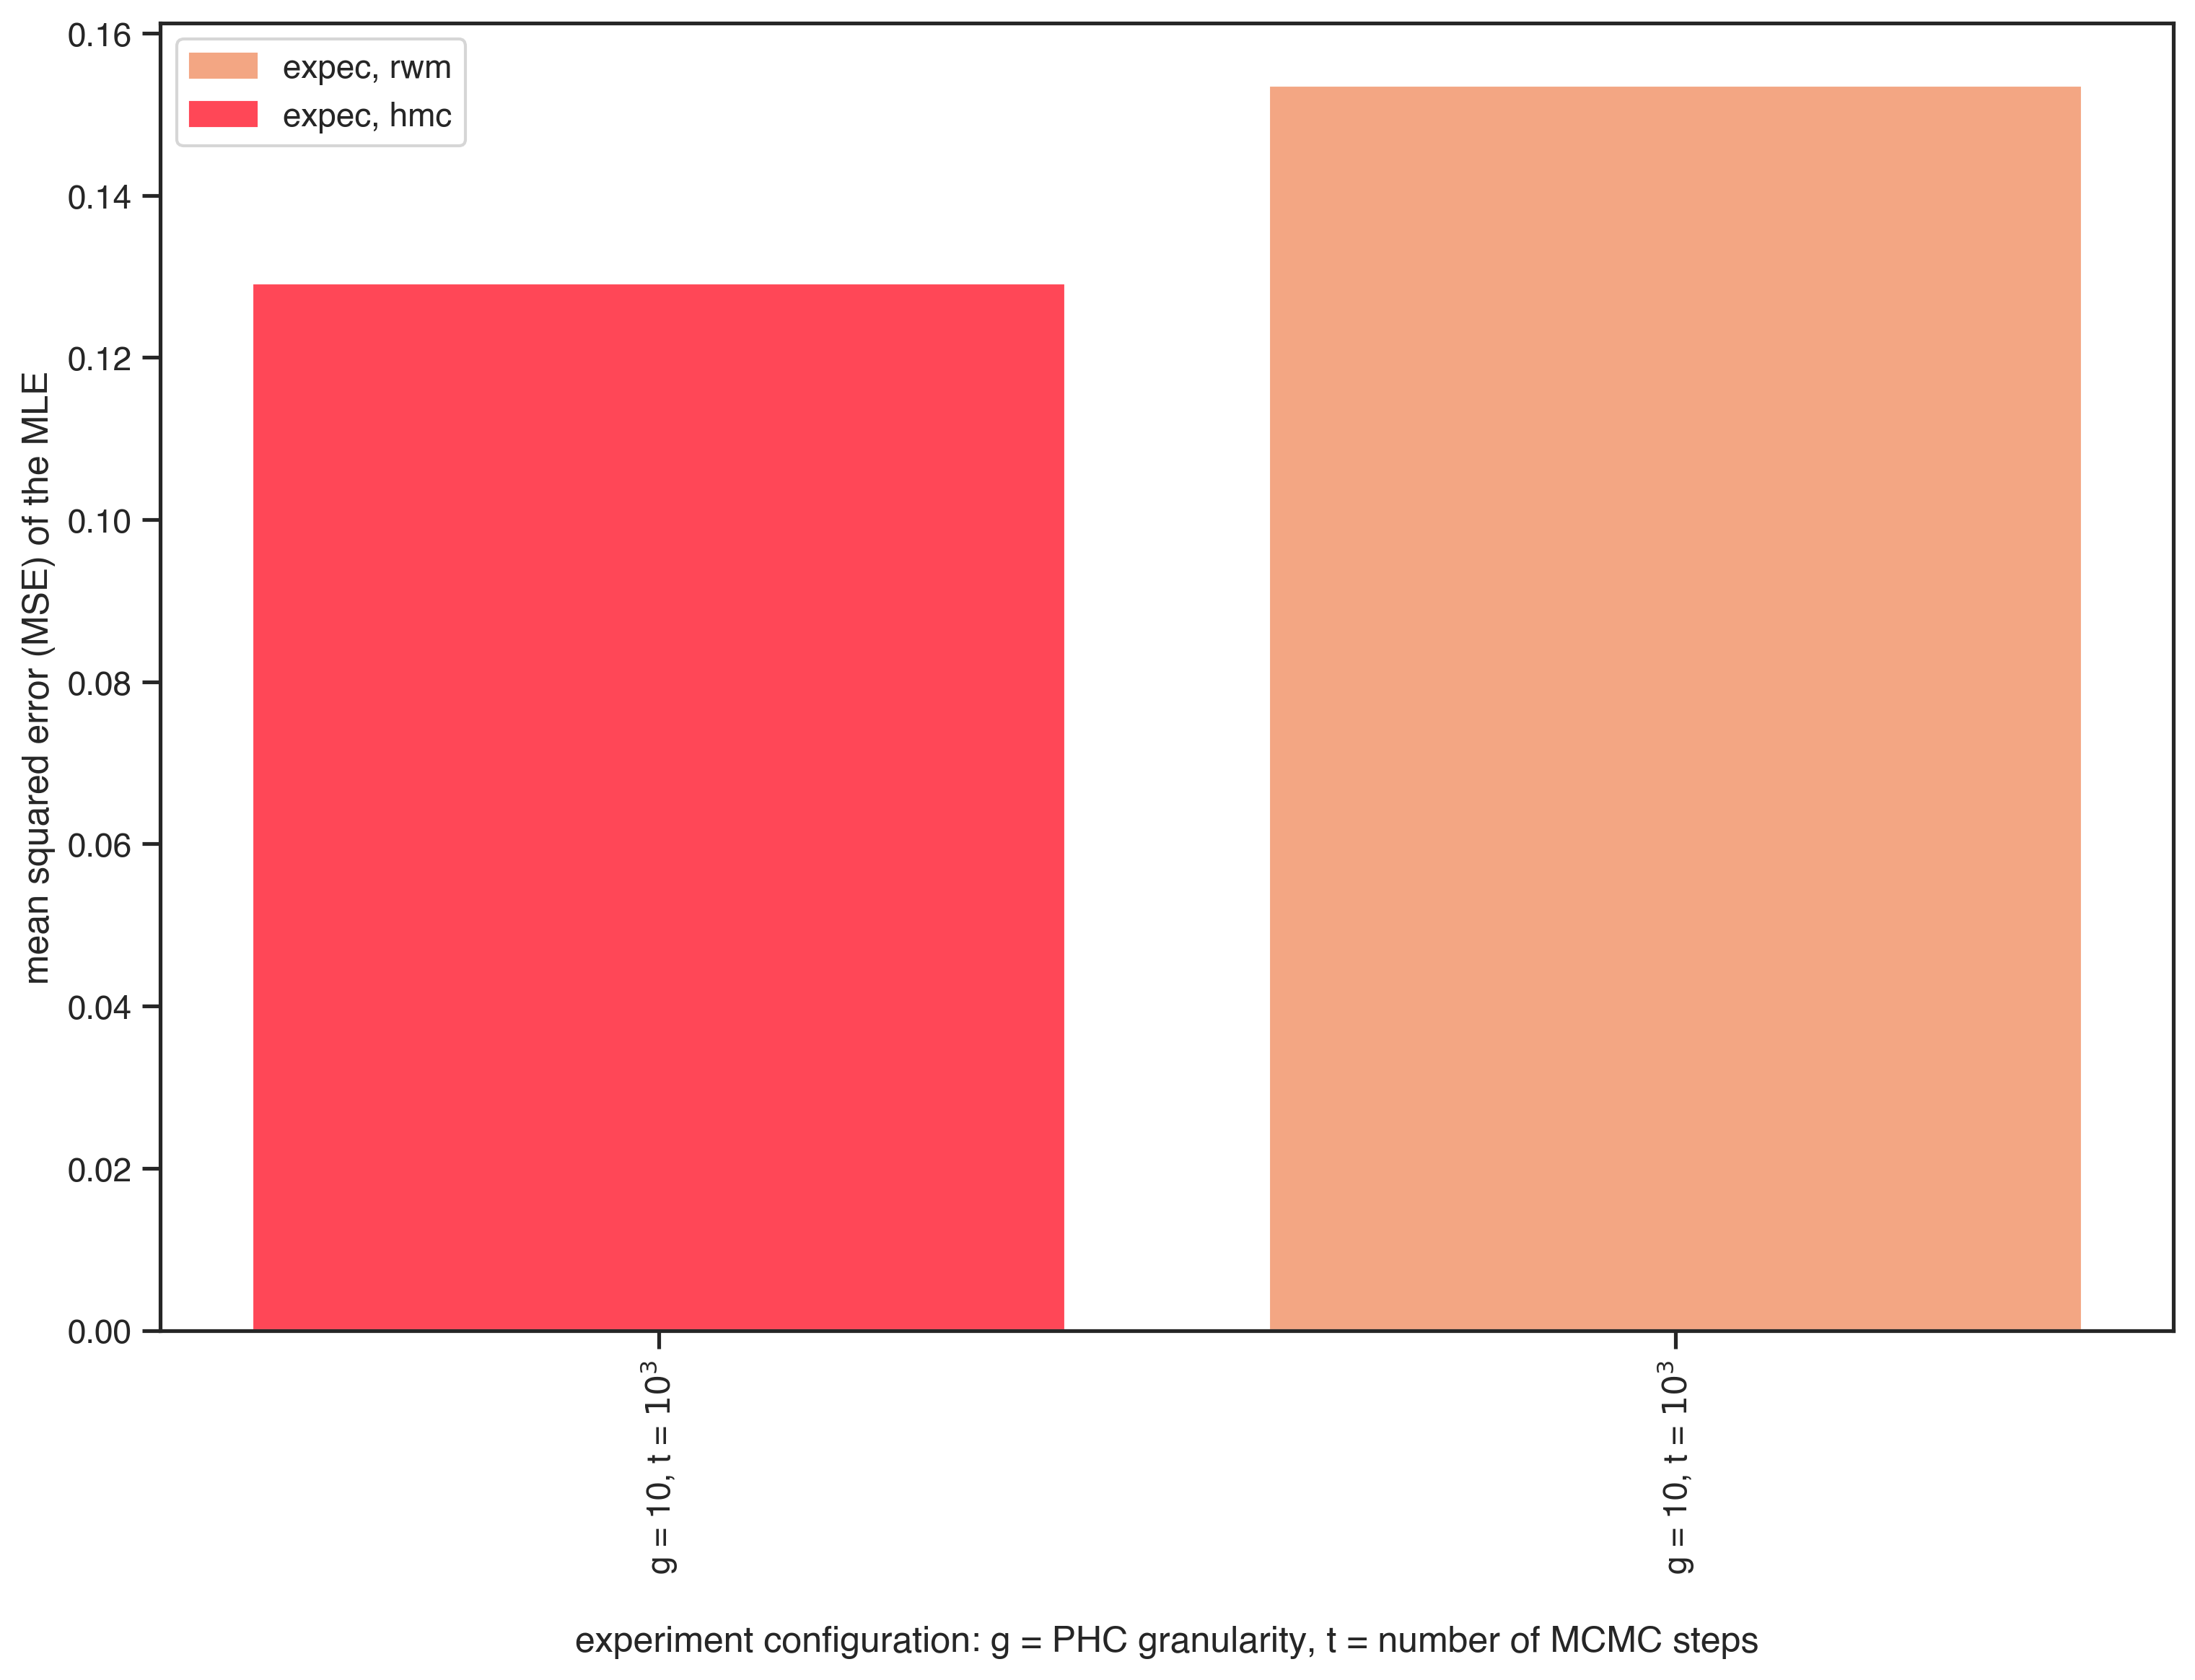 expec, rwm
expec, hmc
mean squared error (MSE) of the MLE
0.16
0.14
0.12
0.10
0.08
0.06
0.04
0.02
0.00
g = 10, t = 10³
g = 10, t = 10³
experiment configuration: g = PHC granularity, t = number of MCMC steps